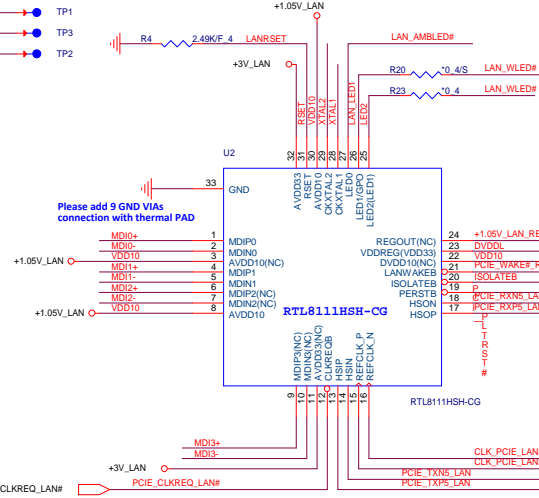 TP1
TP3
TP2
+1.05V_LAN
R4 2.49K/F_4 LANRSET
LAN_AMBLED#
+3V_LAN
R20 *0_4/S LAN_WLED#
R23 *0_4 LAN_WLED#
RSET
VDD10
XTAL2
XTAL1
LAN_LED1
LED2
U2
32
31
30
29
28
27
26
25
AVDD33
RSET
AVDD10
CKXTAL2
CKXTAL1
LED0
LED1/GPO
LED2(LED1)
33 GND
Please add 9 GND VIAs
connection with thermal PAD
MDI0+ 1 MDIP0
MDI0- 2 MDIN0
+1.05V_LAN VDD10 3 AVDD10(NC)
MDI1+ 4 MDIP1
MDI1- 5 MDIN1
MDI2+ 6 MDIP2(NC)
MDI2- 7 MDIN2(NC)
+1.05V_LAN VDD10 8 AVDD10
REGOUT(NC) 24 +1.05V_LAN_RE
VDDREG(VDD33) 23 DVDDL
DVDD10(NC) 22 VDD10
LANWAKEB 21 PCIE_WAKE#_R
ISOLATEB 20 ISOLATEB
PERSTB 19 PLTRST#
HSON 18 PCIE_RXN5_LAN
HSOP 17 PCIE_RXP5_LAN
RTL8111HSH-CG
MDIP3(NC)
MDIN3(NC)
AVDD33(NC)
CLKREQB
HSIP
HSIN
REFCLK_P
REFCLK_N
9
10
11
12
13
14
15
16
RTL8111HSH-CG
MDI3+
MDI3-
+3V_LAN
CLK_PCIE_LAN
CLK_PCIE_LAN
PCIE_TXN5_LAN
CLKREQ_LAN# PCIE_CLKREQ_LAN# PCIE_TXP5_LAN